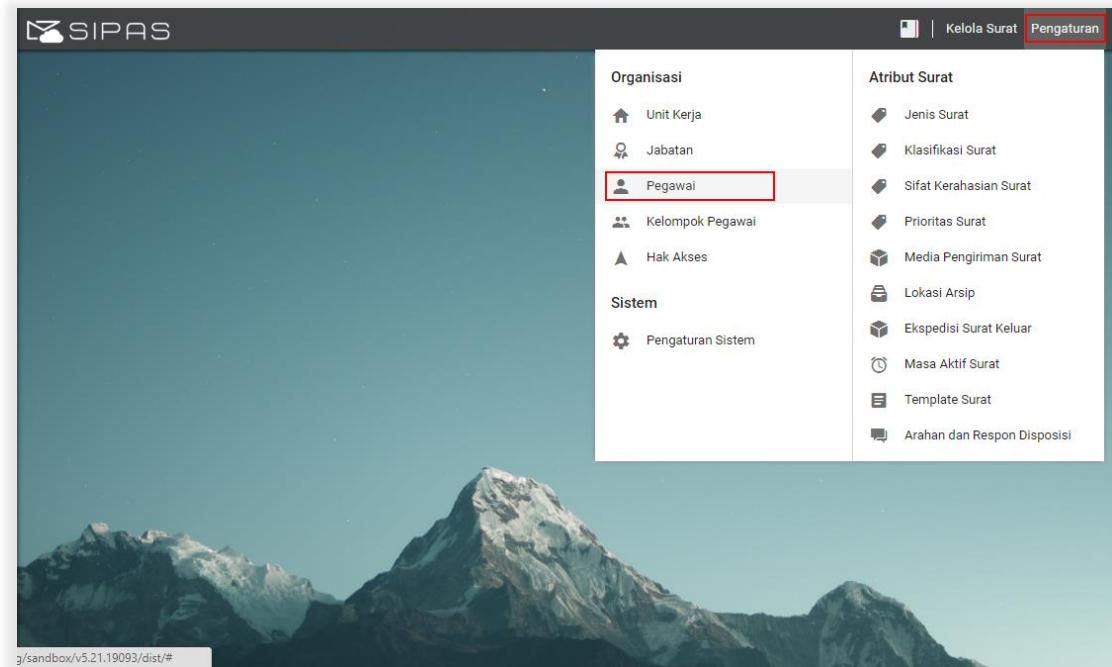 SIPAS
Kelola Surat
Pengaturan
Organisasi
Unit Kerja
Jabatan
Pegawai
Kelompok Pegawai
Hak Akses
Sistem
Pengaturan Sistem
Atribut Surat
Jenis Surat
Klasifikasi Surat
Sifat Kerahasian Surat
Prioritas Surat
Media Pengiriman Surat
Lokasi Arsip
Ekspedisi Surat Keluar
Masa Aktif Surat
Template Surat
Arahan dan Respon Disposisi
g/sandbox/v5.21.19093/dist/#